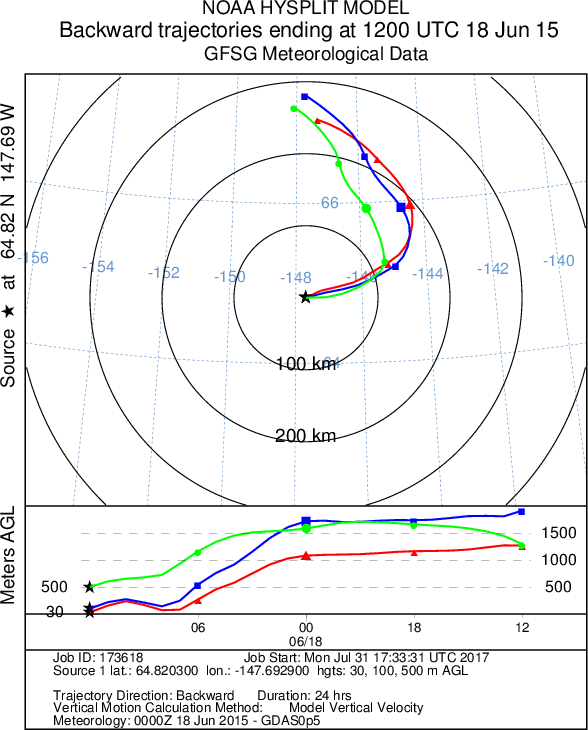 NOAA HYSPLIT MODEL
Backward trajectories ending at 1200 UTC 18 Jun 15
GFSG Meteorological Data
Source ★ at 64.82 N 147.69 W
66
-156
-154
-152
-150
-148
-146
-144
-142
-140
100 km
64
200 km
Meters AGL
1500
1000
500
500
30
06
00
18
12
06/18
Job ID: 173618 Job Start: Mon Jul 31 17:33:31 UTC 2017
Source 1 lat.: 64.820300 lon.: -147.692900 hgts: 30, 100, 500 m AGL
Trajectory Direction: Backward Duration: 24 hrs
Vertical Motion Calculation Method: Model Vertical Velocity
Meteorology: 0000Z 18 Jun 2015 - GDAS0p5